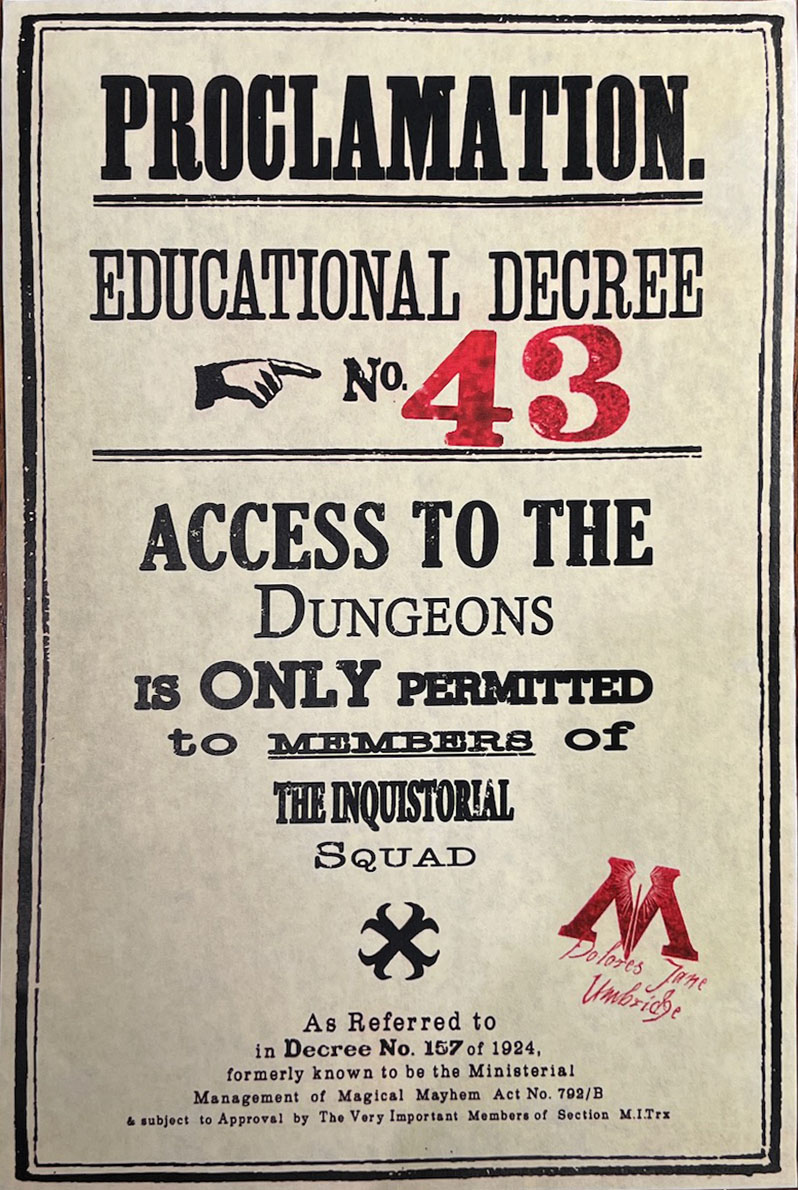 PROCLAMATION.
EDUCATIONAL DECREE
No. 43
ACCESS TO THE
DUNGEONS
IS ONLY PERMITTED
to MEMBERS of
THE INQUISTORIAL
SQUAD
M
Dolores Jane
Umbridge
As Referred to
in Decree No. 157 of 1924,
formerly known to be the Ministerial
Management of Magical Mayhem Act No. 792/B
& subject to Approval by The Very Important Members of Section M.I.Trx